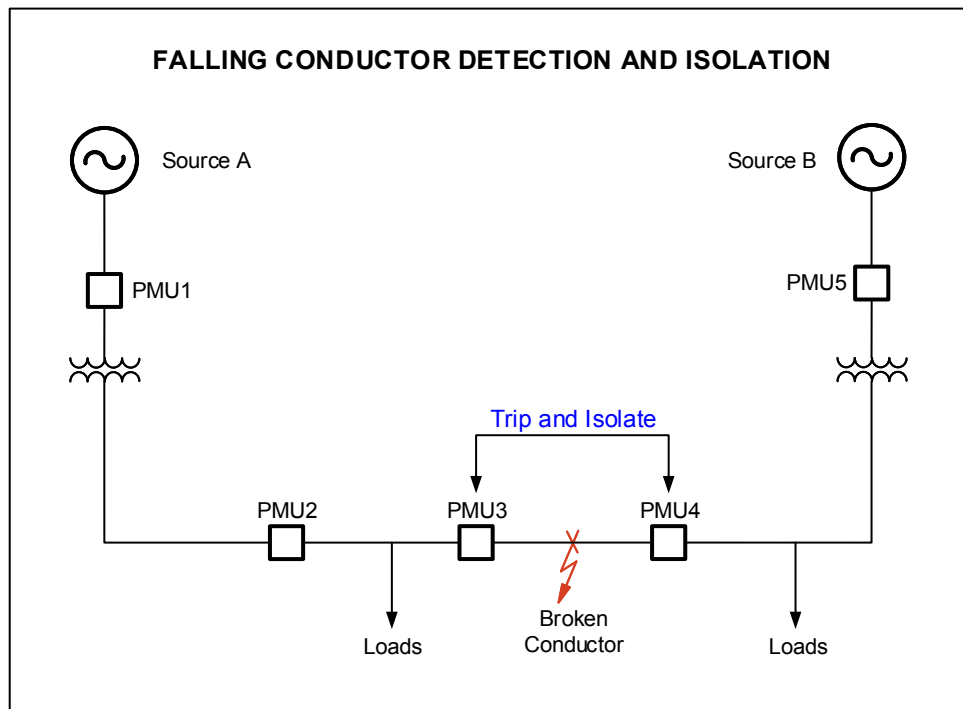 FALLING CONDUCTOR DETECTION AND ISOLATION
Source A
Source B
PMU1
PMU5
Trip and Isolate
PMU2
PMU3
PMU4
Loads
Broken
Conductor
Loads